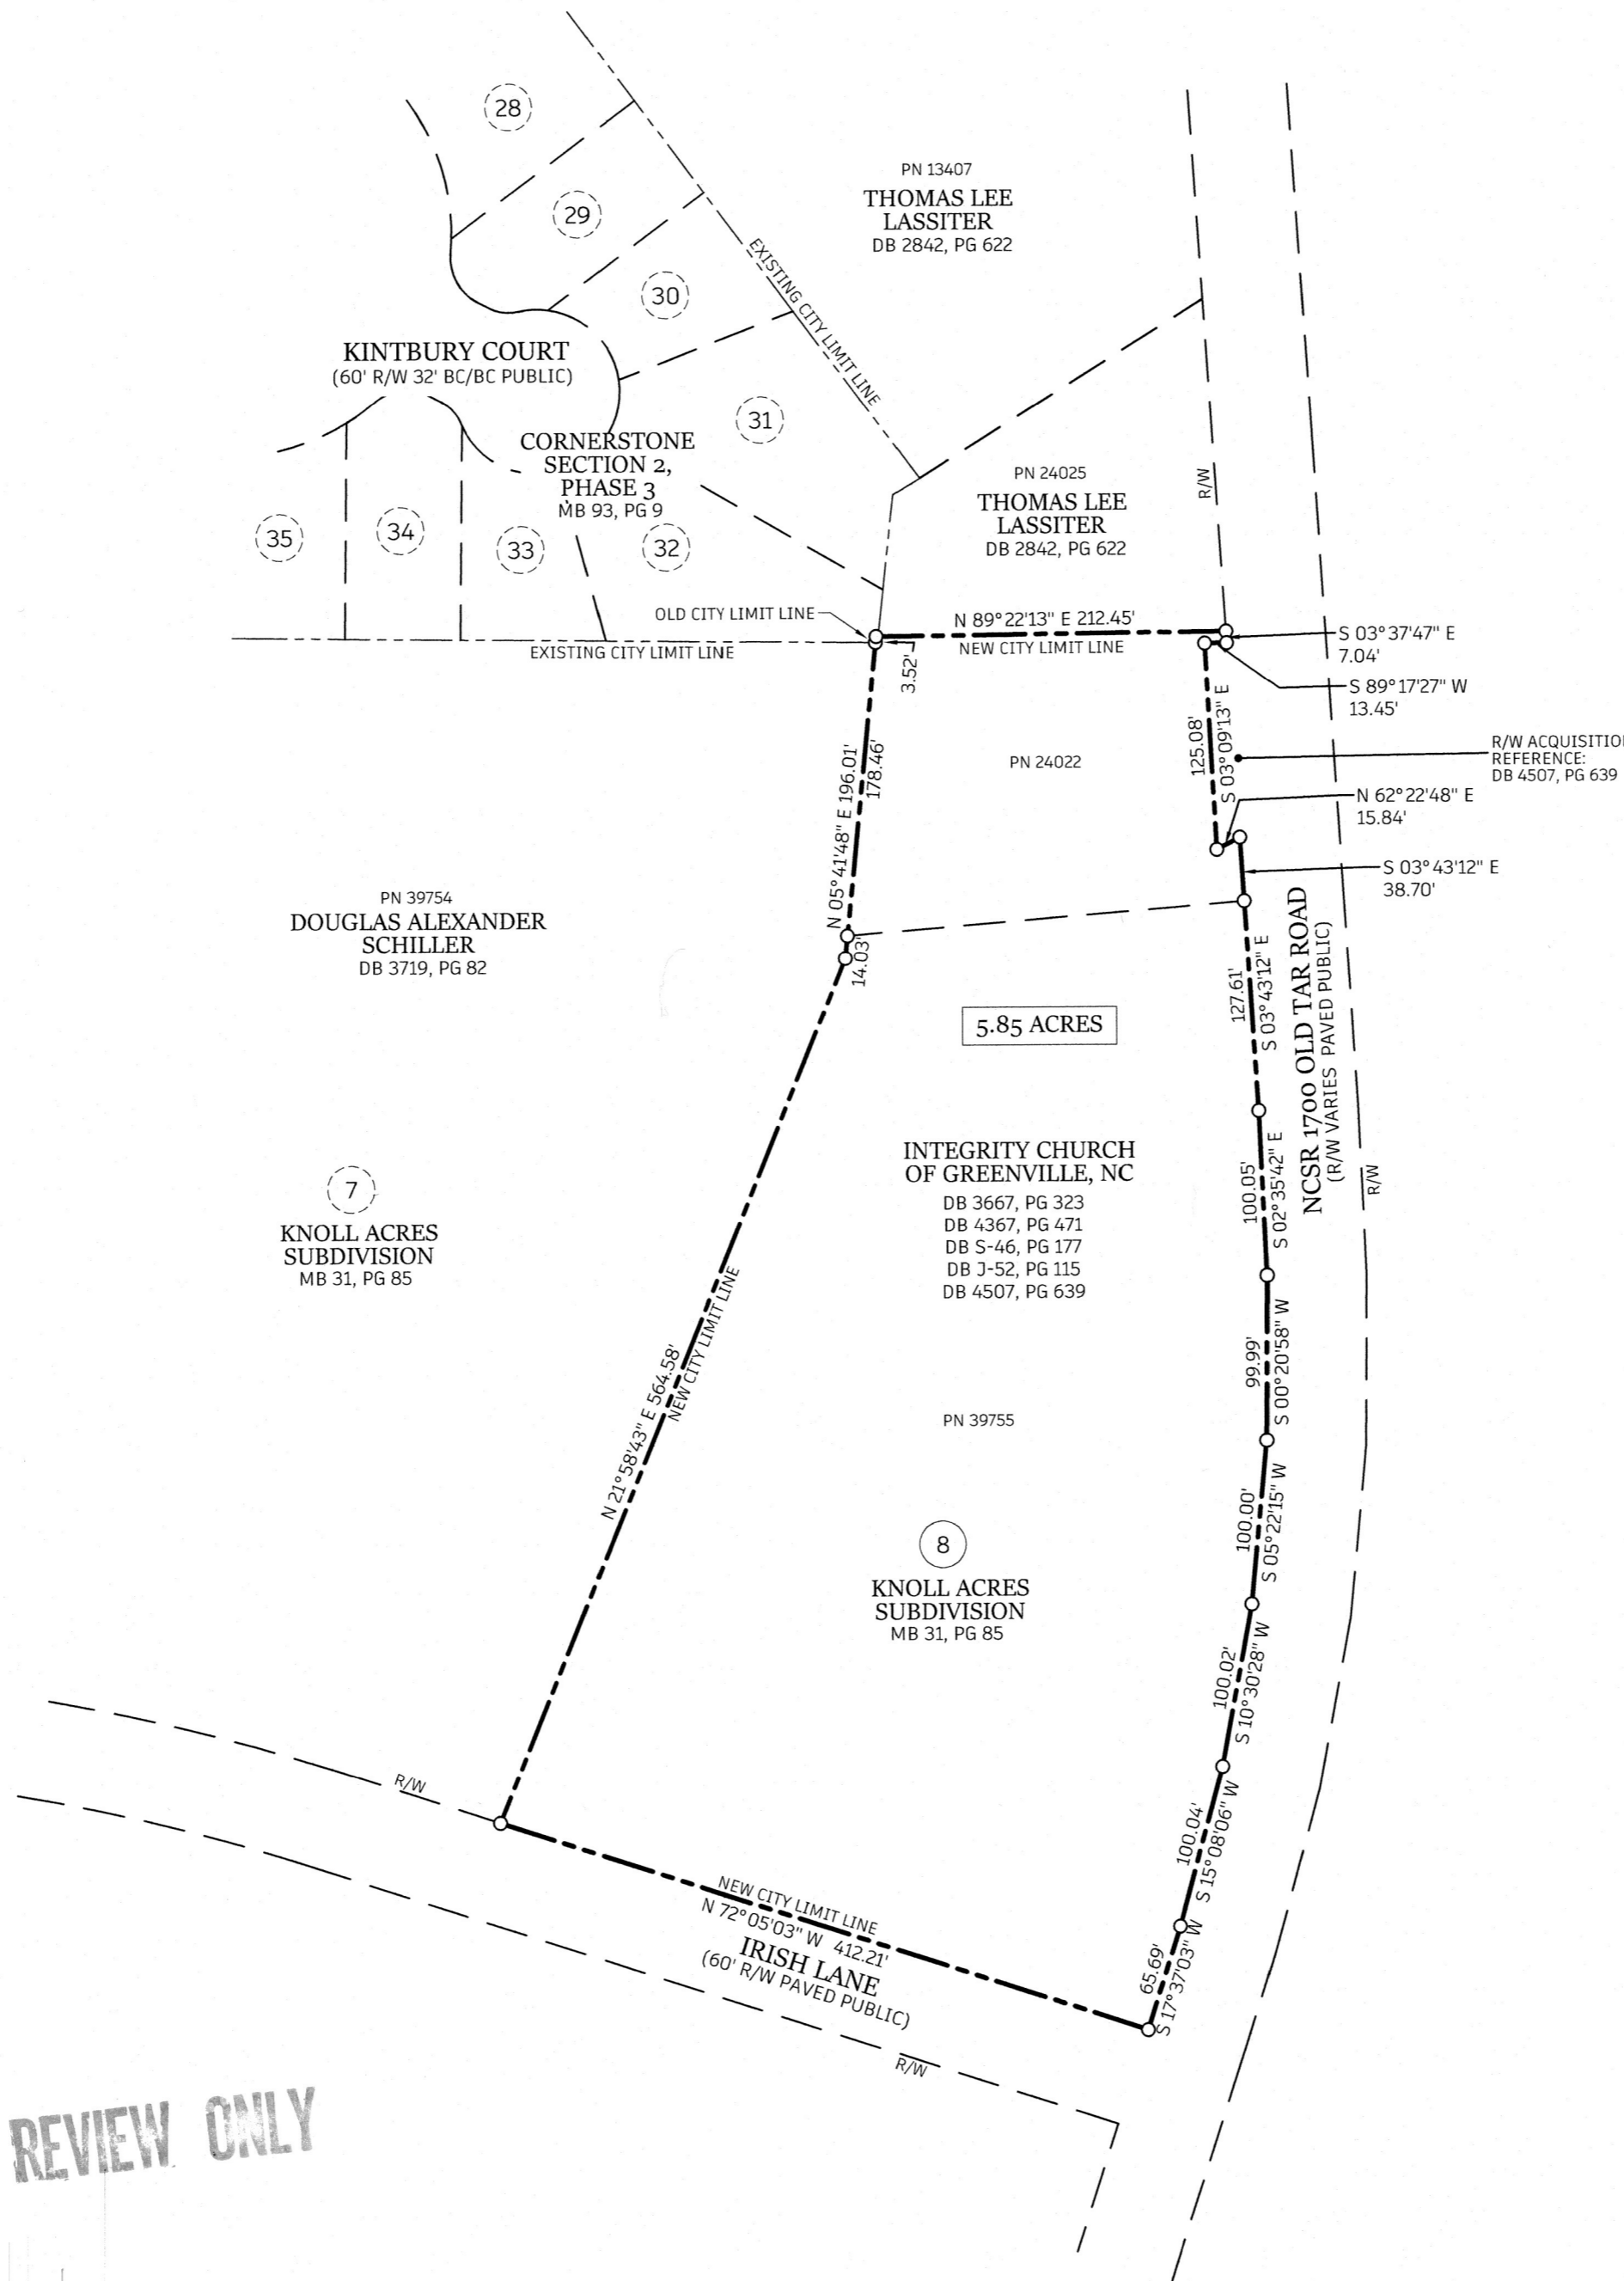 28
29
30
31
32
33
34
35
PN 13407
THOMAS LEE
LASSITER
DB 2842, PG 622
EXISTING CITY LIMIT LINE
KINTBURY COURT
(60' R/W 32' BC/BC PUBLIC)
CORNERSTONE
SECTION 2,
PHASE 3
MB 93, PG 9
PN 24025
THOMAS LEE
LASSITER
DB 2842, PG 622
R/W
OLD CITY LIMIT LINE
EXISTING CITY LIMIT LINE
N 89°22'13" E 212.45'
NEW CITY LIMIT LINE
3.52'
S 03°37'47" E
7.04'
S 89°17'27" W
13.45'
R/W ACQUISITION
REFERENCE:
DB 4507, PG 639
N 62°22'48" E
15.84'
S 03°43'12" E
38.70'
125.08'
S 03°09'13" E
PN 24022
N 05°41'48" E 196.01'
178.46'
14.03'
PN 39754
DOUGLAS ALEXANDER
SCHILLER
DB 3719, PG 82
5.85 ACRES
127.61'
S 03°43'12" E
NCSR 1700 OLD TAR ROAD
(R/W VARIES PAVED PUBLIC)
R/W
INTEGRITY CHURCH
OF GREENVILLE, NC
DB 3667, PG 323
DB 4367, PG 471
DB S-46, PG 177
DB J-52, PG 115
DB 4507, PG 639
100.05'
S 02°35'42" E
7
KNOLL ACRES
SUBDIVISION
MB 31, PG 85
N 21°58'43" E 564.58'
NEW CITY LIMIT LINE
99.99'
S 00°20'58" W
PN 39755
100.00'
S 05°22'15" W
8
KNOLL ACRES
SUBDIVISION
MB 31, PG 85
100.02'
S 10°30'28" W
100.04'
S 15°08'06" W
65.69'
S 17°37'03" W
R/W
NEW CITY LIMIT LINE
N 72°05'03" W 412.21'
IRISH LANE
(60' R/W PAVED PUBLIC)
R/W
REVIEW ONLY